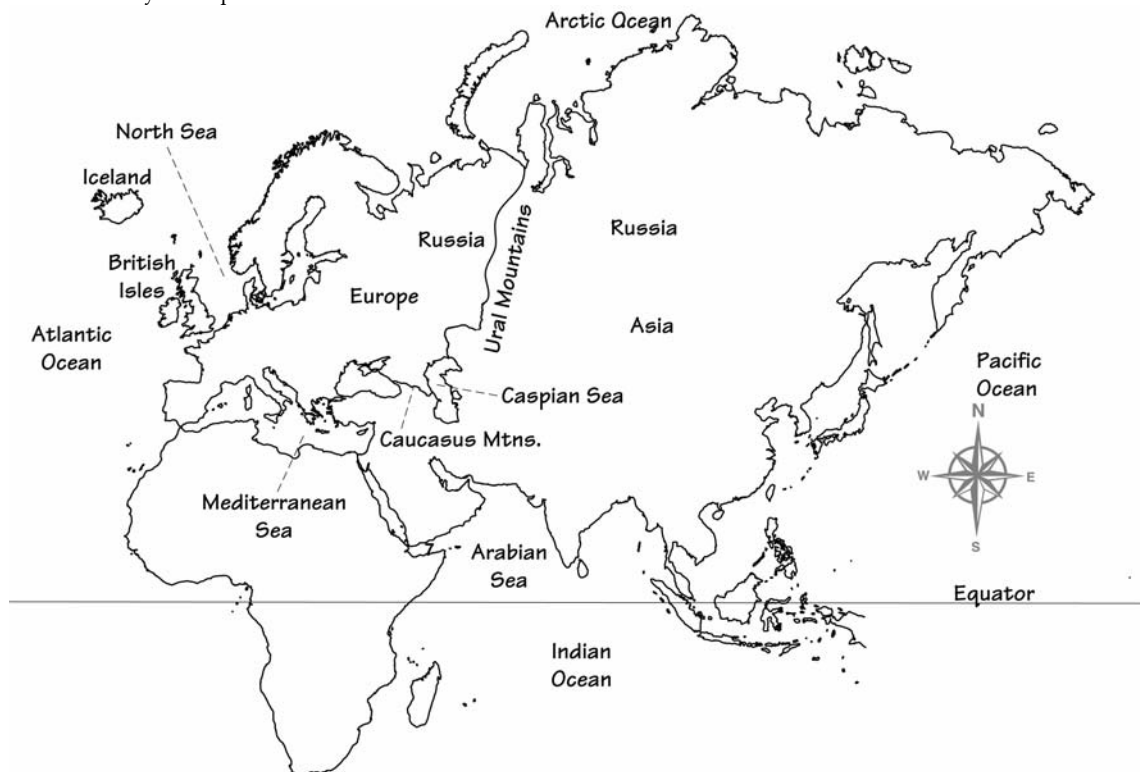 Arctic Ocean
North Sea
Iceland
British
Isles
Russia
Russia
Ural Mountains
Europe
Asia
Atlantic
Ocean
Pacific
Ocean
Caspian Sea
Caucasus Mtns.
Mediterranean
Sea
Arabian
Sea
N
W
E
S
Equator
Indian
Ocean